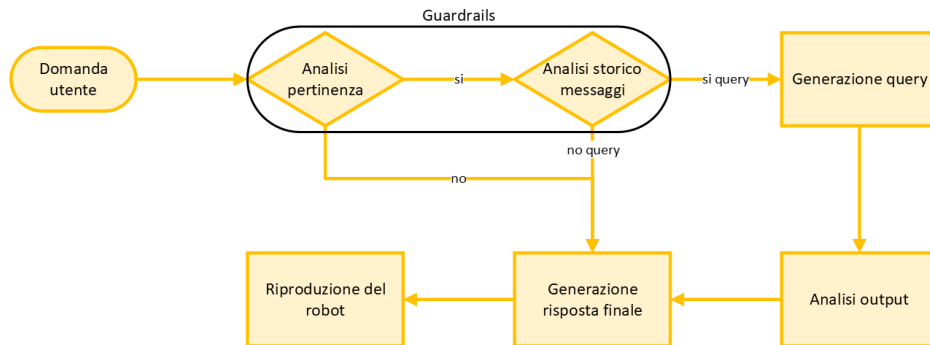 Guardrails
Domanda
utente
Analisi
pertinenza
si
Analisi storico
messaggi
si query
Generazione query
no query
no
Riproduzione del
robot
Generazione
risposta finale
Analisi output